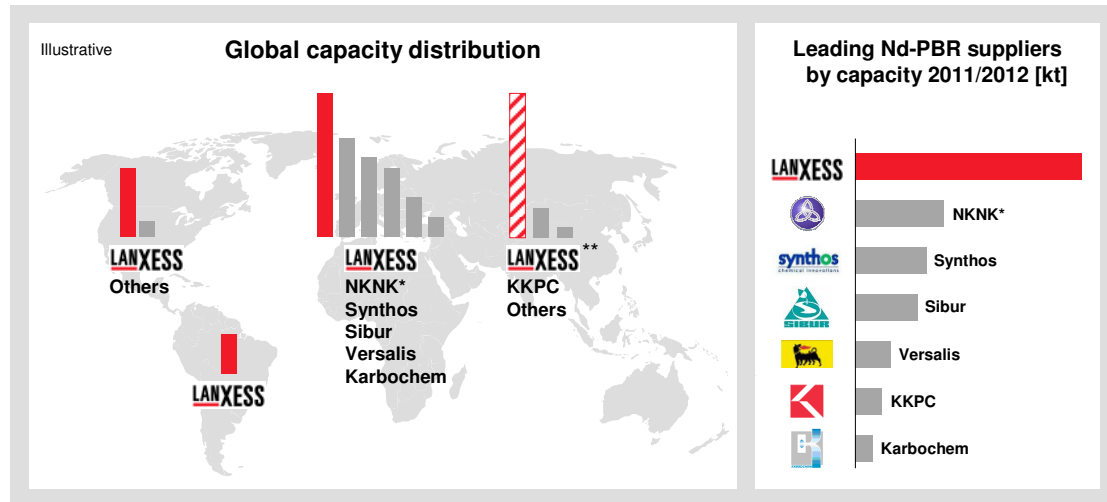 Illustrative
Global capacity distribution
LANXESS
Others
LANXESS
NKNK*
Synthos
Sibur
Versalis
Karbochem
LANXESS**
KKPC
Others
LANXESS
Leading Nd-PBR suppliers
by capacity 2011/2012 [kt]
LANXESS
NKNK*
synthos
chemical innovations
Synthos
SIBUR
Sibur
Versalis
KKPC
Karbochem